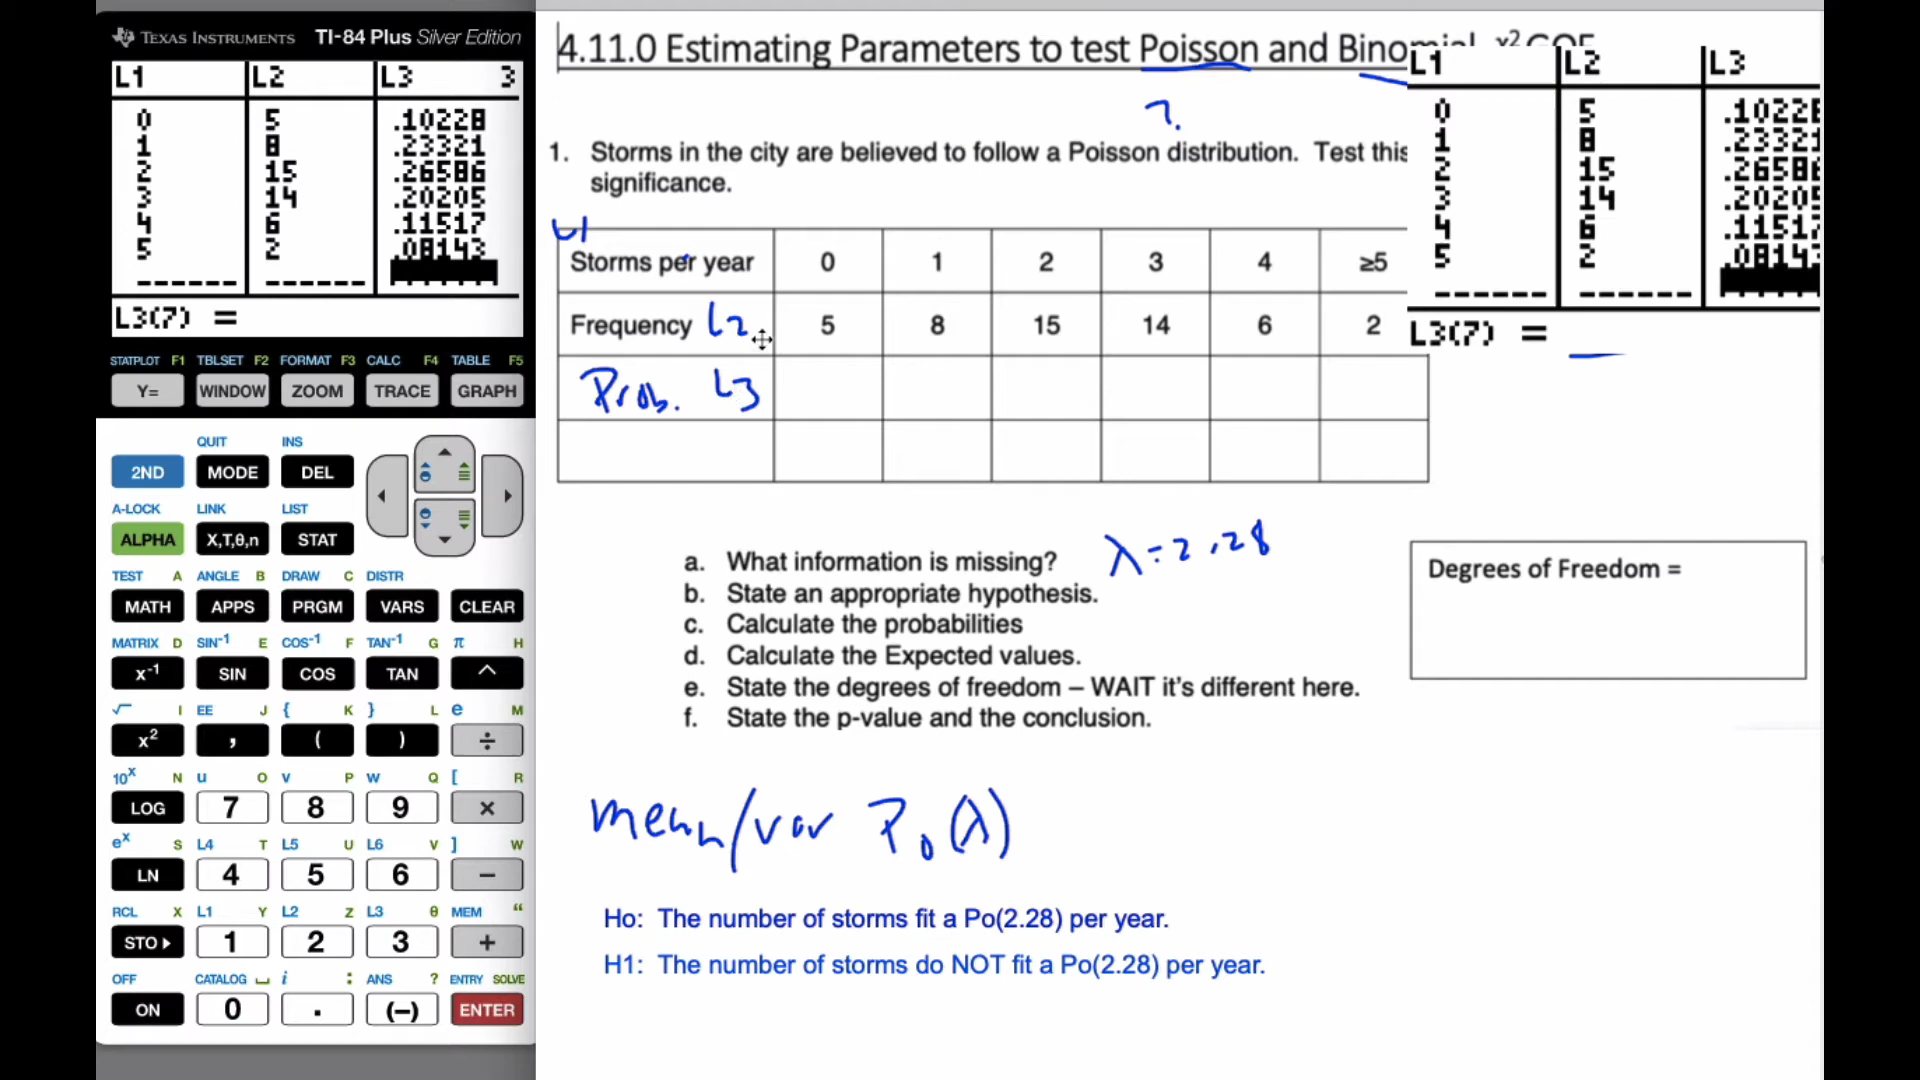 TEXAS INSTRUMENTS TI-84 Plus Silver Edition
L1 L2 L3 3
0 5 .10228
1 8 .23321
2 15 .26586
3 14 .20205
4 6 .11517
5 2 .08143
L3(7) =
STATPLOT F1 TBLSET F2 FORMAT F3 CALC F4 TABLE F5
Y= WINDOW ZOOM TRACE GRAPH
QUIT INS
2ND MODE DEL
A-LOCK LINK LIST
ALPHA X,T,θ,n STAT
TEST A ANGLE B DRAW C DISTR
MATH APPS PRGM VARS CLEAR
MATRIX D SIN⁻¹ E COS⁻¹ F TAN⁻¹ G π H
x⁻¹ SIN COS TAN ^
√ I EE J { K } L e M
x² , ( ) ÷
10ˣ N u O v P w Q [ R
LOG 7 8 9 ×
eˣ S L4 T L5 U L6 V ] W
LN 4 5 6 −
RCL X L1 Y L2 Z L3 θ MEM “
STO▸ 1 2 3 +
OFF CATALOG ⌴ i : ANS ? ENTRY SOLVE
ON 0 . (−) ENTER
4.11.0 Estimating Parameters to test Poisson and
?
1. Storms in the city are believed to follow a Poisson distribution. Test this
significance.
L1
Storms per year 0 1 2 3 4 ≥5
Frequency L2 5 8 15 14 6 2
Prob. L3
L1 L2 L3
0 5 .1022
1 8 .2332
2 15 .2658
3 14 .2020
4 6 .1151
5 2 .0814
L3(7) =
a. What information is missing? λ = 2.28
b. State an appropriate hypothesis.
c. Calculate the probabilities
d. Calculate the Expected values.
e. State the degrees of freedom – WAIT it's different here.
f. State the p-value and the conclusion.
Degrees of Freedom =
mean/var Po(λ)
Ho: The number of storms fit a Po(2.28) per year.
H1: The number of storms do NOT fit a Po(2.28) per year.